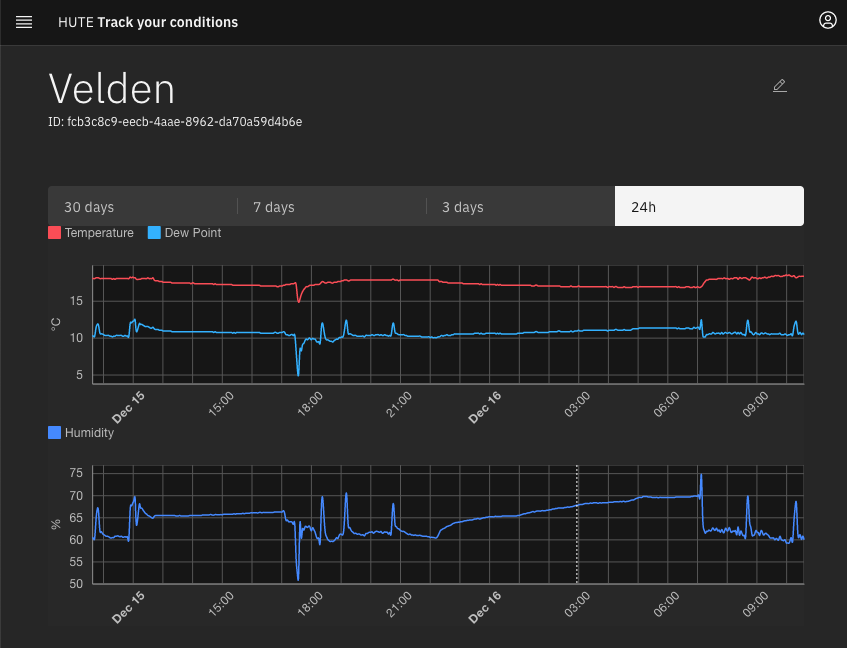 HUTE Track your conditions
Velden
ID: fcb3c8c9-eecb-4aae-8962-da70a59d4b6e
30 days
7 days
3 days
24h
Temperature
Dew Point
°C
15
10
5
Dec 15
15:00
18:00
21:00
Dec 16
03:00
06:00
09:00
Humidity
%
75
70
65
60
55
50
Dec 15
15:00
18:00
21:00
Dec 16
03:00
06:00
09:00